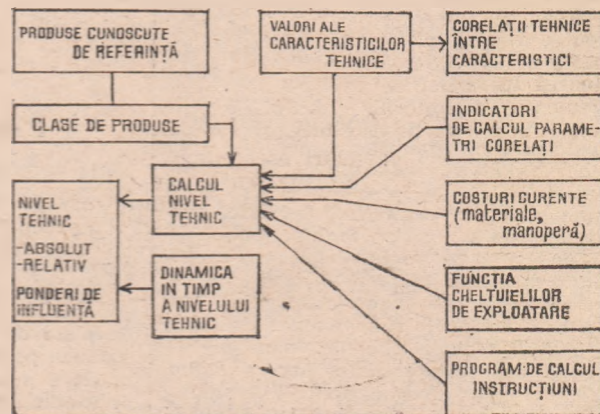 PRODUSE CUNOSCUTE
DE REFERINȚĂ
VALORI ALE
CARACTERISTICILOR
TEHNICE
CORELAȚII TEHNICE
ÎNTRE
CARACTERISTICI
CLASE DE PRODUSE
INDICATORI
DE CALCUL PARAME-
TRI CORELAȚI
CALCUL
NIVEL
TEHNIC
NIVEL
TEHNIC
-ABSOLUT
-RELATIV
PONDERI DE
INFLUENȚĂ
COSTURI CURENTE
(materiale,
manoperă)
DINAMICA
IN TIMP
A NIVELULUI
TEHNIC
FUNCȚIA
CHELTUIELILOR
DE EXPLOATARE
PROGRAM DE CALCUL
INSTRUCȚIUNI